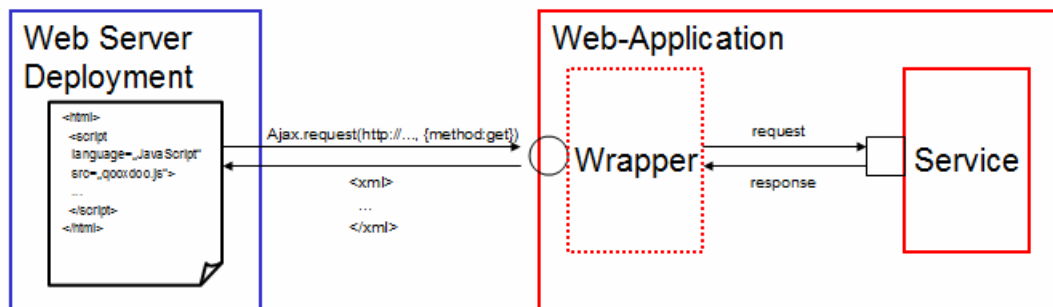 Web Server
Deployment
<html>
<script
language=„JavaScript"
src=„qooxdoo.js">
...
</script>
</html>
Ajax.request(http://..., {method:get})
<xml>
...
</xml>
Web-Application
Wrapper
request
response
Service